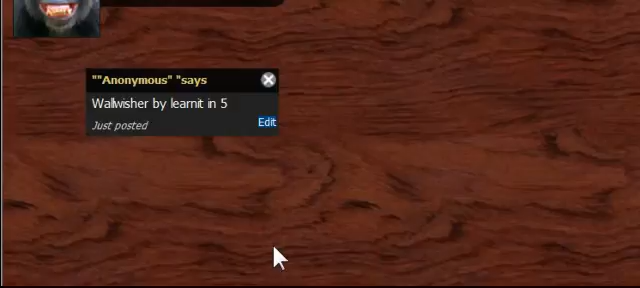 ""Anonymous" "says
Wallwisher by learnit in 5
Just posted
Edit